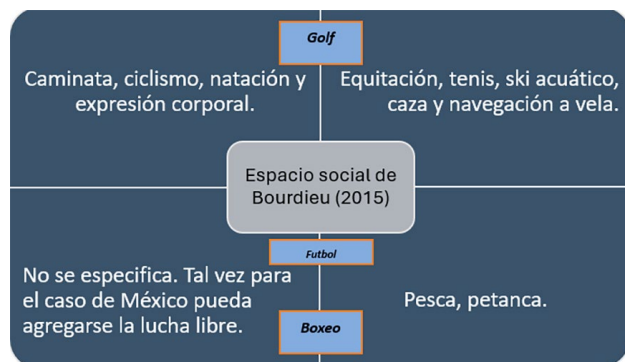 Golf
Caminata, ciclismo, natación y
expresión corporal.
Equitación, tenis, ski acuático,
caza y navegación a vela.
Espacio social de
Bourdieu (2015)
Futbol
No se especifica. Tal vez para
el caso de México pueda
agregarse la lucha libre.
Pesca, petanca.
Boxeo